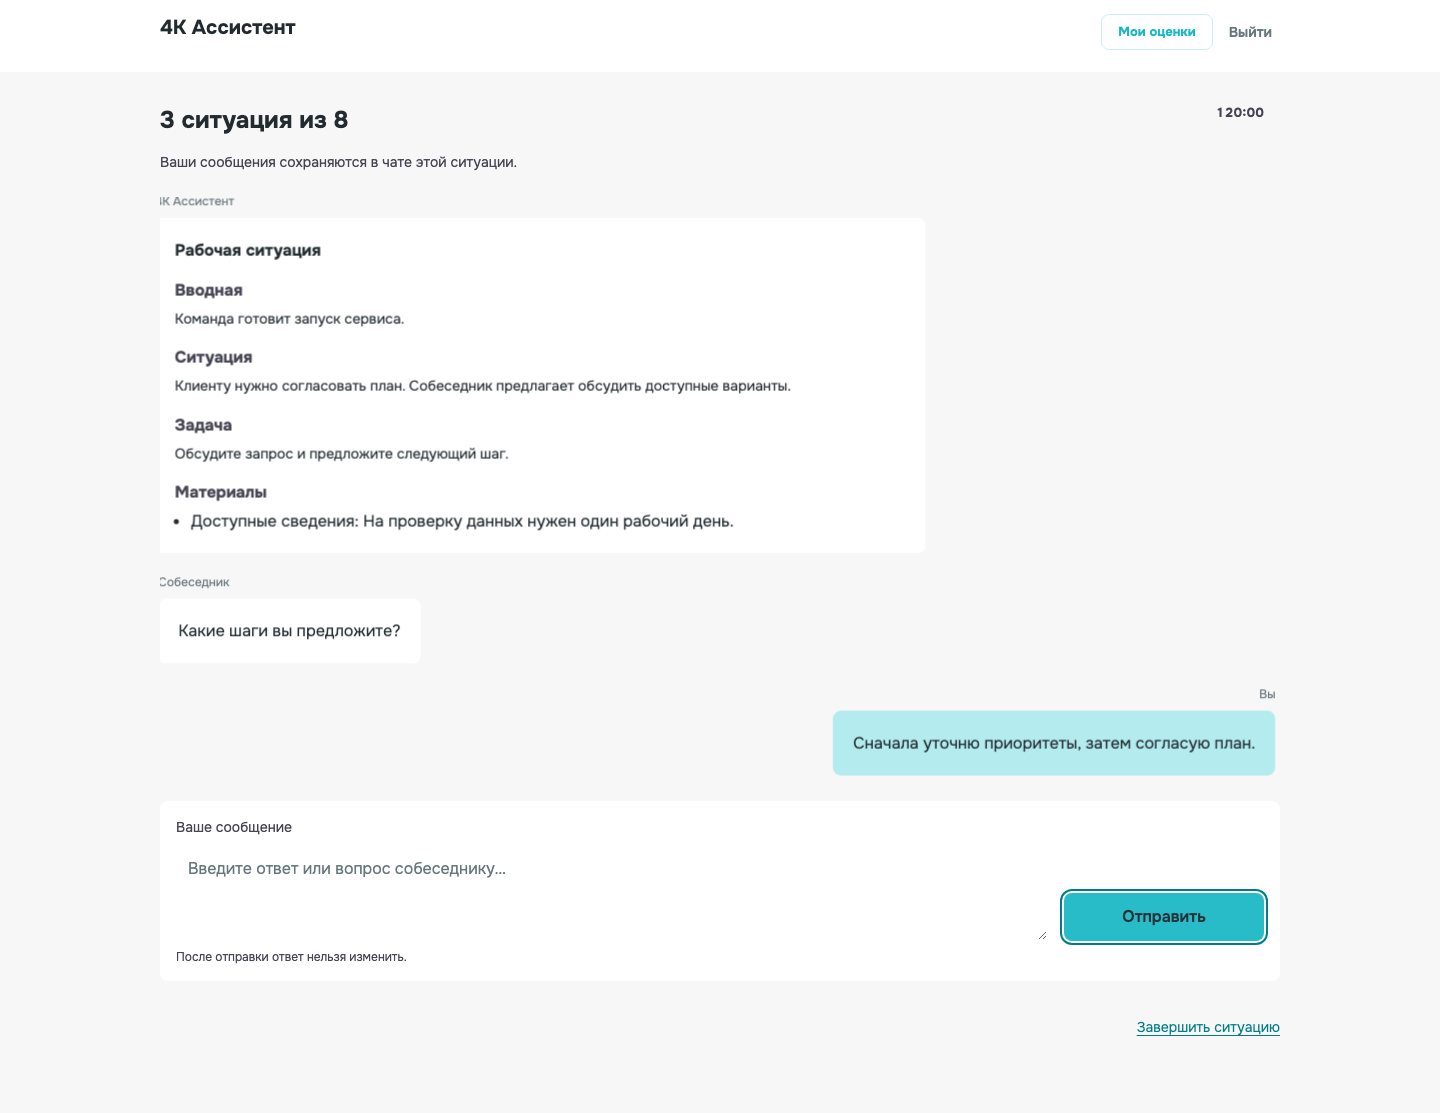 4К Ассистент
Мои оценки
Выйти
3 ситуация из 8
1 20:00
Ваши сообщения сохраняются в чате этой ситуации.
4К Ассистент
Рабочая ситуация
Вводная
Команда готовит запуск сервиса.
Ситуация
Клиенту нужно согласовать план. Собеседник предлагает обсудить доступные варианты.
Задача
Обсудите запрос и предложите следующий шаг.
Материалы
• Доступные сведения: На проверку данных нужен один рабочий день.
Собеседник
Какие шаги вы предложите?
Вы
Сначала уточню приоритеты, затем согласую план.
Ваше сообщение
Введите ответ или вопрос собеседнику...
Отправить
После отправки ответ нельзя изменить.
Завершить ситуацию